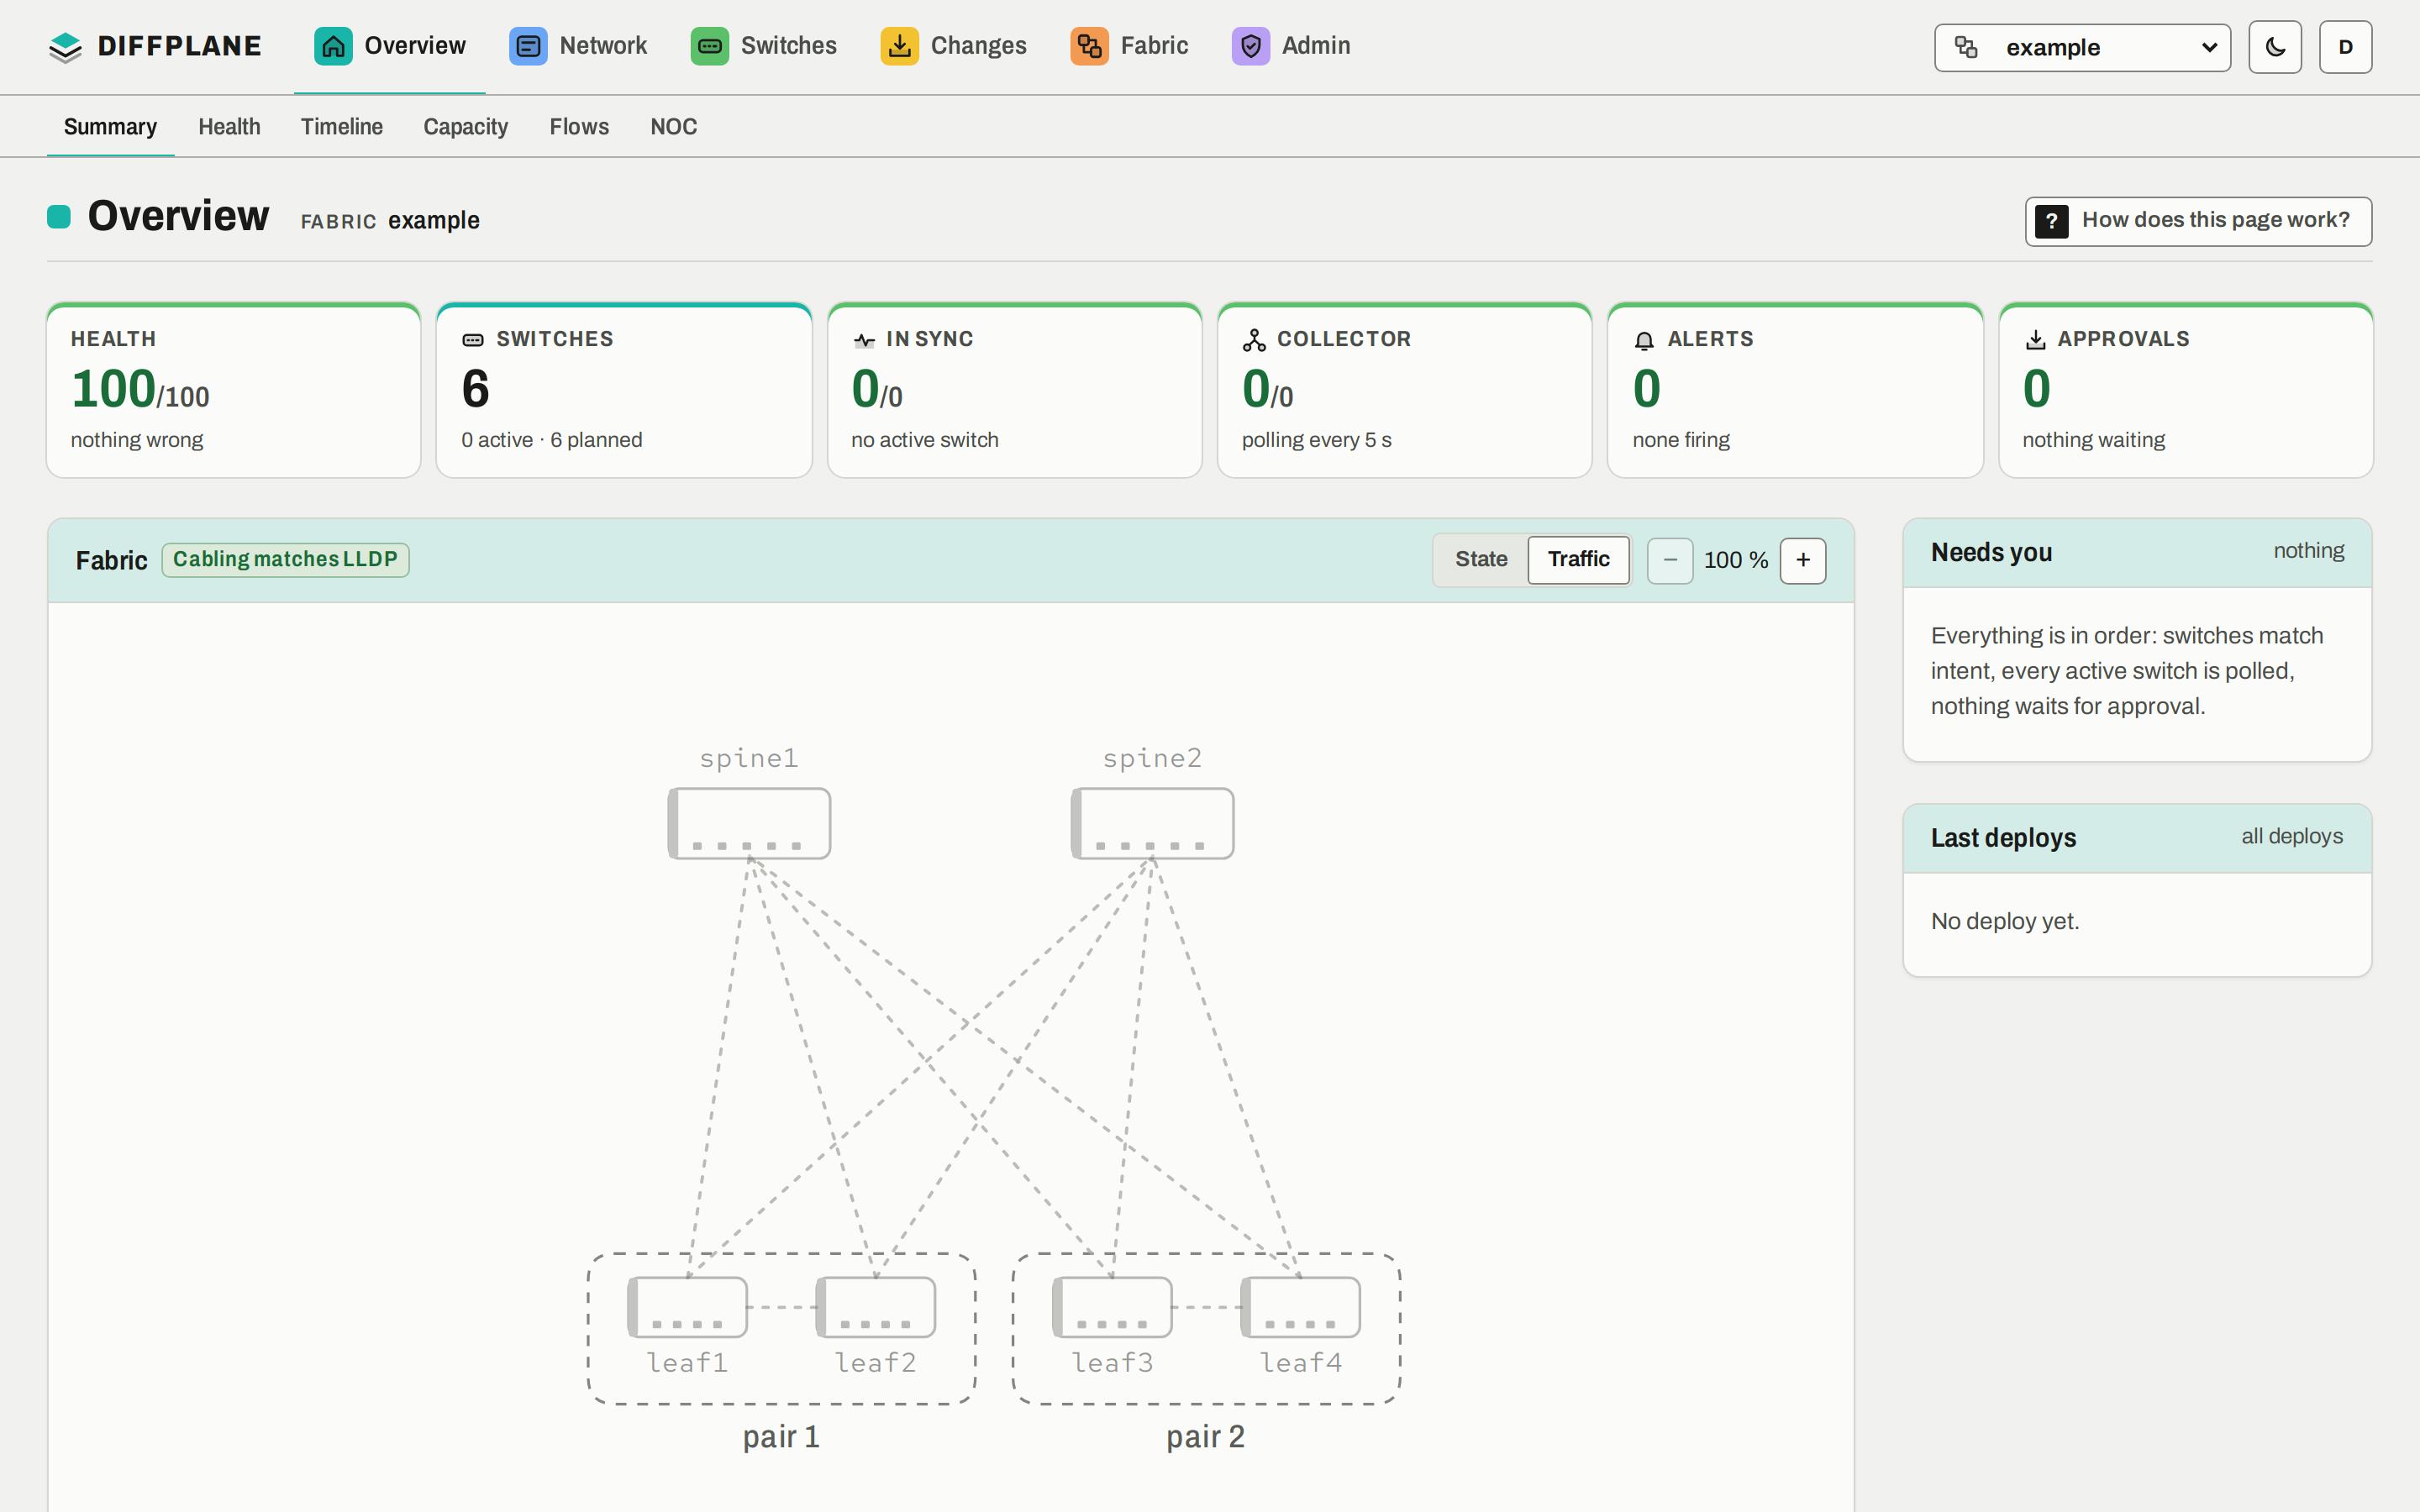 DIFFPLANE
Overview
Network
Switches
Changes
Fabric
Admin
example
D
Summary
Health
Timeline
Capacity
Flows
NOC
Overview
FABRIC example
? How does this page work?
HEALTH
100/100
nothing wrong
SWITCHES
6
0 active · 6 planned
IN SYNC
0/0
no active switch
COLLECTOR
0/0
polling every 5 s
ALERTS
0
none firing
APPROVALS
0
nothing waiting
Fabric
Cabling matches LLDP
State
Traffic
−
100 %
+
spine1
spine2
leaf1
leaf2
leaf3
leaf4
pair 1
pair 2
Needs you
nothing
Everything is in order: switches match
intent, every active switch is polled,
nothing waits for approval.
Last deploys
all deploys
No deploy yet.